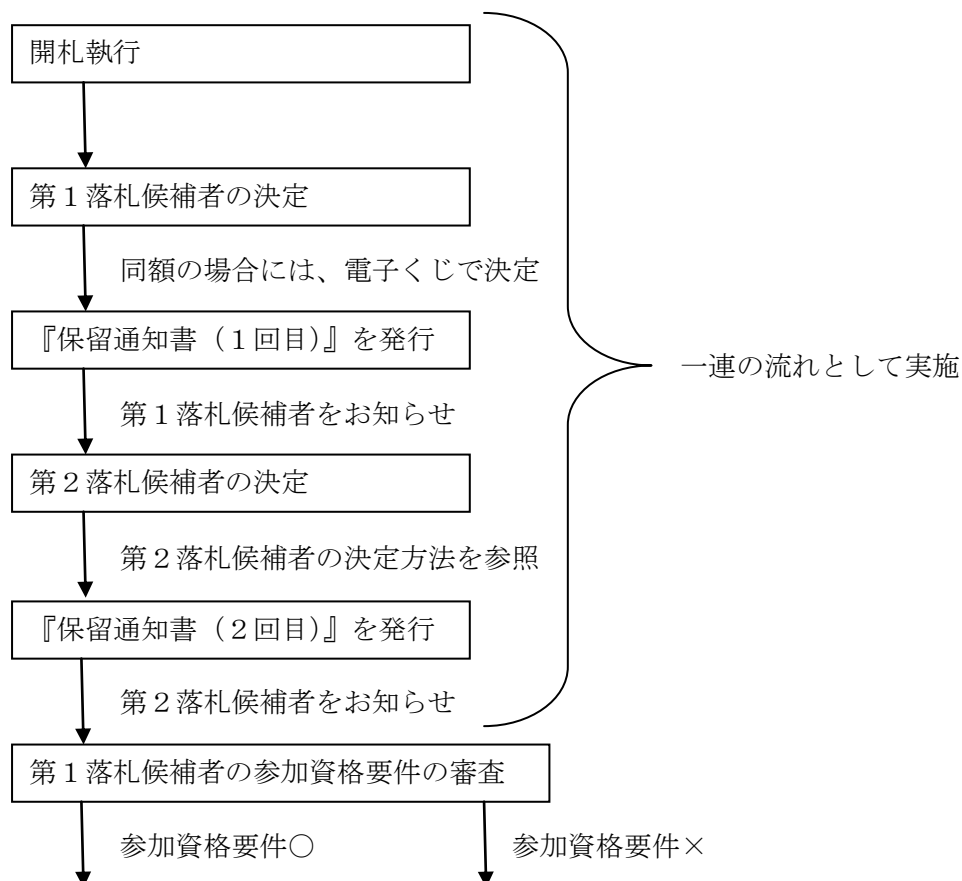 開札執行
第１落札候補者の決定
同額の場合には、電子くじで決定
『保留通知書（１回目）』を発行
一連の流れとして実施
第１落札候補者をお知らせ
第２落札候補者の決定
第２落札候補者の決定方法を参照
『保留通知書（２回目）』を発行
第２落札候補者をお知らせ
第１落札候補者の参加資格要件の審査
参加資格要件○
参加資格要件×